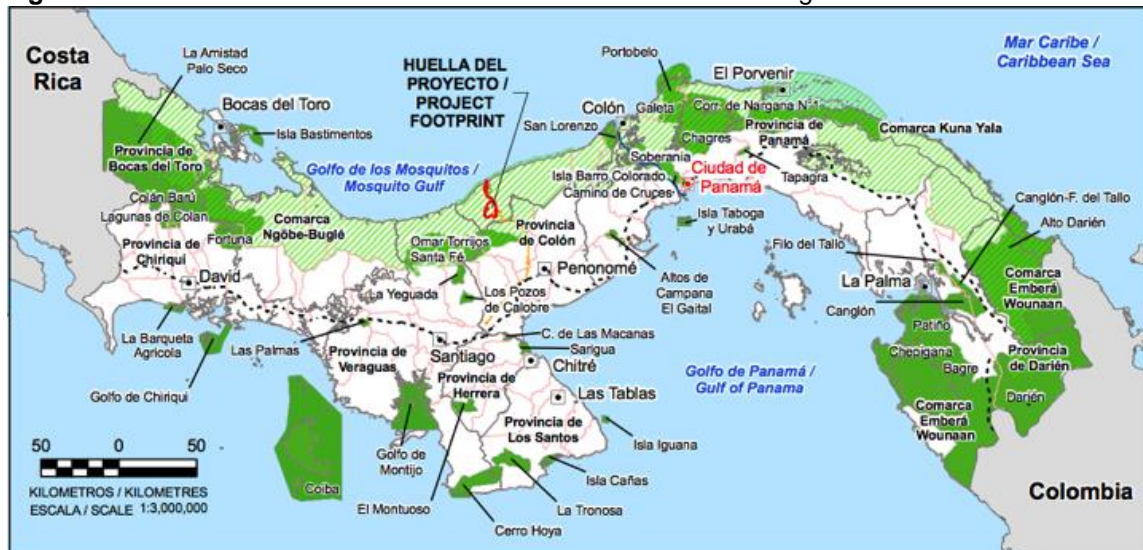 Costa
Rica
La Amistad
Palo Seco
Bocas del Toro
Isla Bastimentos
Provincia de
Bocas del Toro
Golfo de los Mosquitos /
Mosquito Gulf
HUELLA DEL
PROYECTO /
PROJECT
FOOTPRINT
Portobelo
Colón
Galeta
San Lorenzo
El Porvenir
Corr. de Nargana N°1
Mar Caribe /
Caribbean Sea
Chagres
Provincia de
Panamá
Comarca Kuna Yala
Soberania
Isla Barro Colorado
Camino de Cruces
Ciudad de
Panamá
Tapagra
Canglón-F. del Tallo
Alto Darién
Colán Barú
Lagunas de Colan
Fortuna
Comarca
Ngöbe-Buglé
Provincia de
Chiriqui
David
Omar Torrijos
Santa Fé
Provincia
de Colón
Penonomé
Isla Taboga
y Urabá
Filo del Tallo
La Palma
Comarca
Emberá
Wounaan
La Yeguada
Los Pozos
de Calobre
Altos de
Campana
El Gaital
Canglón
La Barqueta
Agricola
Las Palmas
Golfo de Chiriqui
Provincia de
Veraguas
Santiago
C. de Las Macanas
Sarigua
Chitré
Provincia de
Herrera
Las Tablas
Golfo de Panamá /
Gulf of Panama
Patiño
Chepigana
Bagre
Provincia
de Darién
Darién
Comarca
Emberá
Wounaan
Provincia de
Los Santos
Isla Iguana
Golfo de
Montijo
Isla Cañas
Coiba
El Montuoso
La Tronosa
Cerro Hoya
Colombia
50 0 50
KILOMETROS / KILOMETRES
ESCALA / SCALE 1:3,000,000